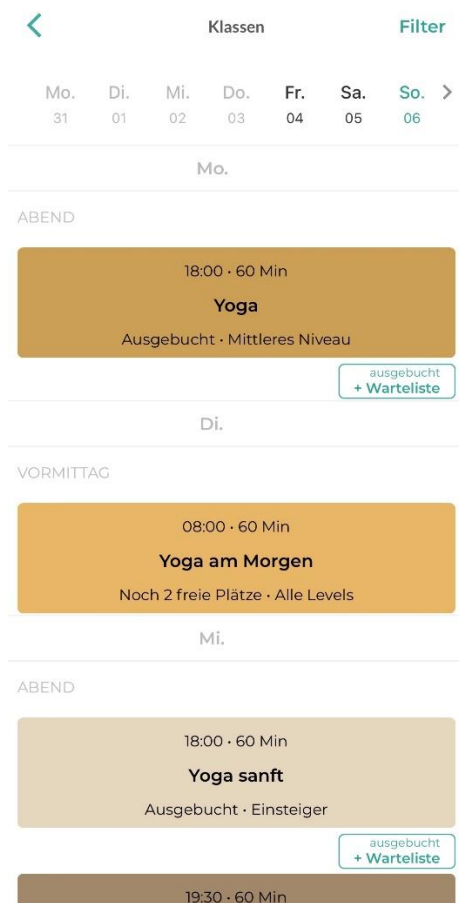 Klassen Filter
Mo. Di. Mi. Do. Fr. Sa. So.
31 01 02 03 04 05 06
Mo.
ABEND
18:00 • 60 Min
Yoga
Ausgebucht • Mittleres Niveau
ausgebucht
+ Warteliste
Di.
VORMITTAG
08:00 • 60 Min
Yoga am Morgen
Noch 2 freie Plätze • Alle Levels
Mi.
ABEND
18:00 • 60 Min
Yoga sanft
Ausgebucht • Einsteiger
ausgebucht
+ Warteliste
19:30 • 60 Min